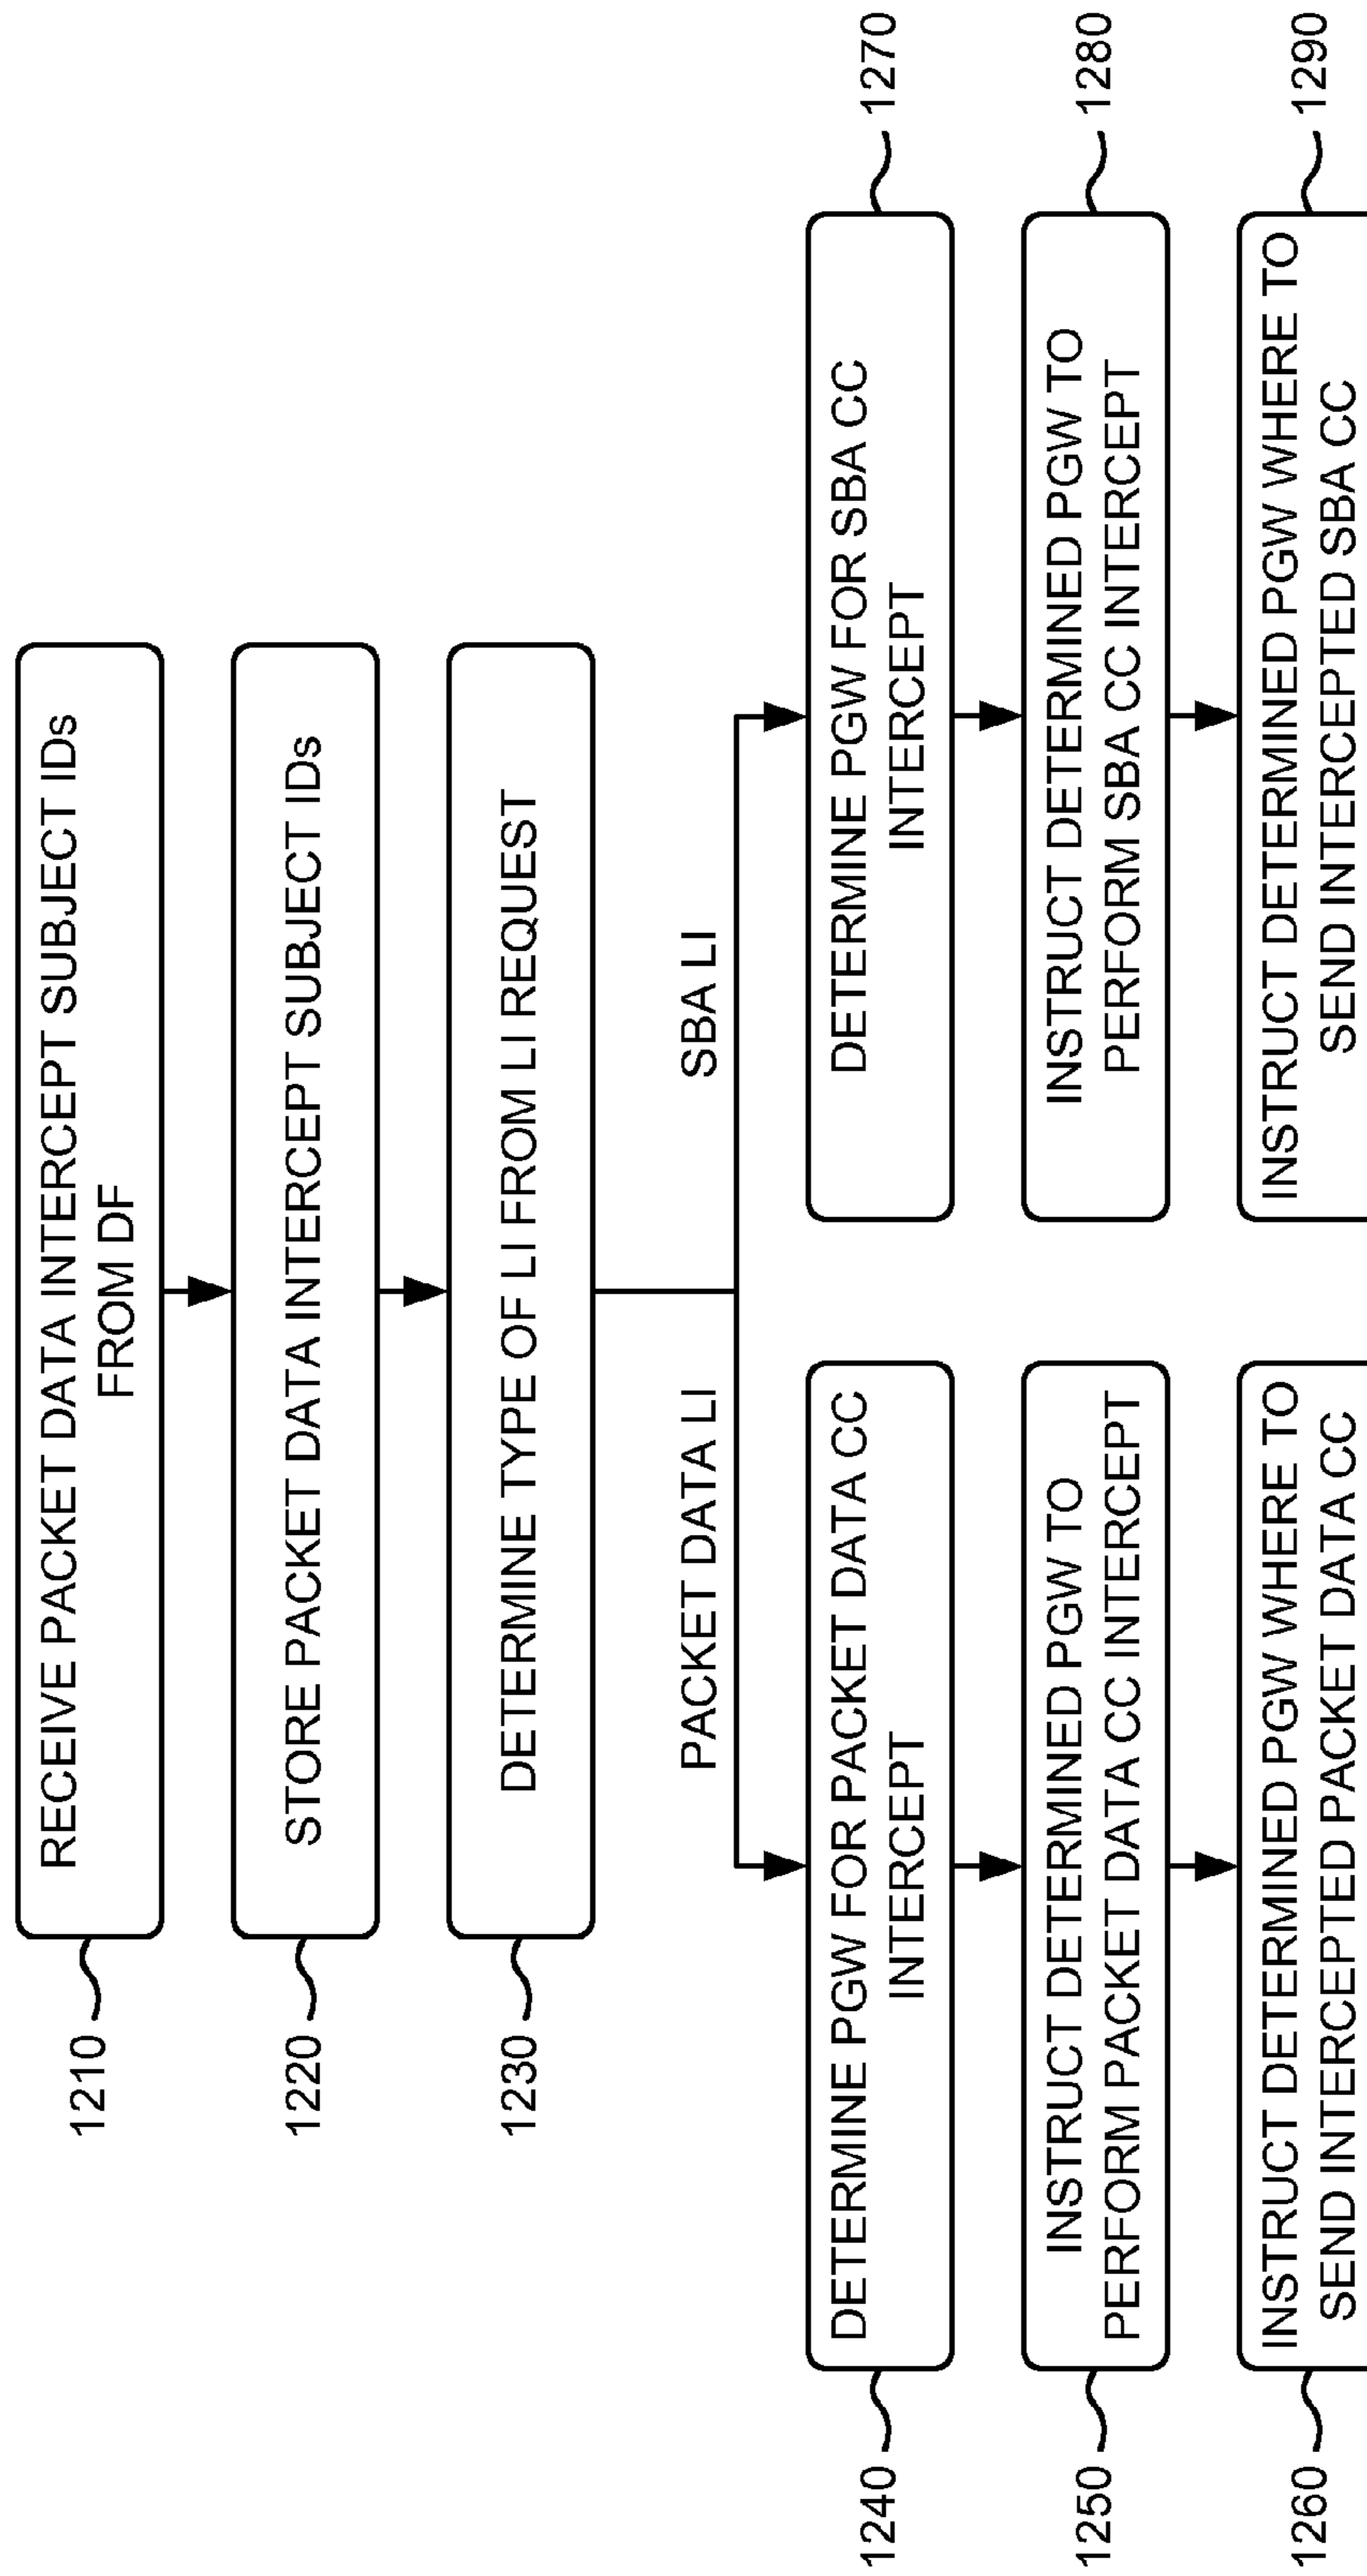 1210
RECEIVE PACKET DATA INTERCEPT SUBJECT IDs
FROM DF
1220
STORE PACKET DATA INTERCEPT SUBJECT IDs
1230
DETERMINE TYPE OF LI FROM LI REQUEST
PACKET DATA LI
SBA LI
1240
DETERMINE PGW FOR PACKET DATA CC
INTERCEPT
1250
INSTRUCT DETERMINED PGW TO
PERFORM PACKET DATA CC INTERCEPT
1260
INSTRUCT DETERMINED PGW WHERE TO
SEND INTERCEPTED PACKET DATA CC
DETERMINE PGW FOR SBA CC
INTERCEPT
1270
INSTRUCT DETERMINED PGW TO
PERFORM SBA CC INTERCEPT
1280
INSTRUCT DETERMINED PGW WHERE TO
SEND INTERCEPTED SBA CC
1290